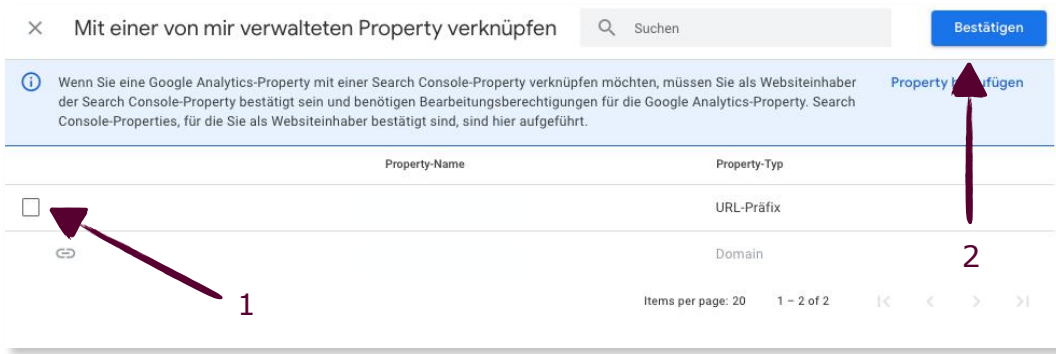 Mit einer von mir verwalteten Property verknüpfen
Suchen
Bestätigen
Wenn Sie eine Google Analytics-Property mit einer Search Console-Property verknüpfen möchten, müssen Sie als Websiteinhaber
der Search Console-Property bestätigt sein und benötigen Bearbeitungsberechtigungen für die Google Analytics-Property. Search
Console-Properties, für die Sie als Websiteinhaber bestätigt sind, sind hier aufgeführt.
Property hinzufügen
Property-Name Property-Typ
URL-Präfix
Domain
1
2
Items per page: 20 1 – 2 of 2